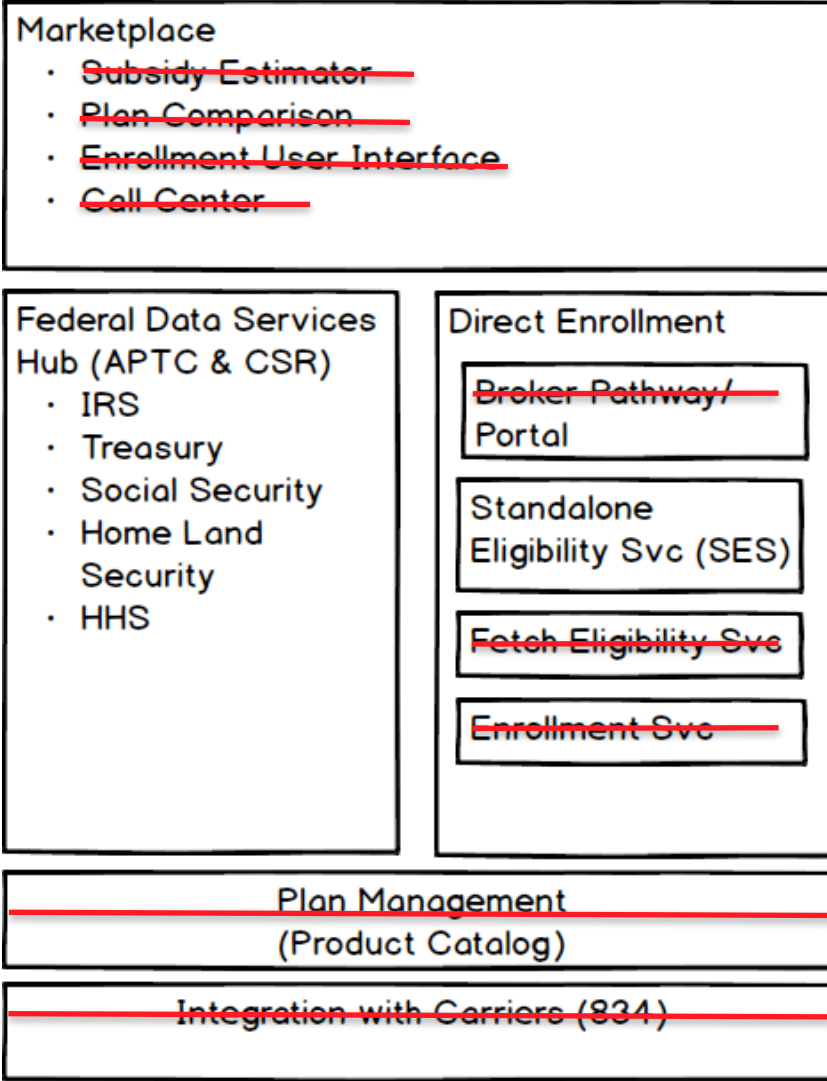 Marketplace
· Subsidy Estimator
· Plan Comparison
· Enrollment User Interface
· Call Center
Federal Data Services
Hub (APTC & CSR)
· IRS
· Treasury
· Social Security
· Home Land
Security
· HHS
Direct Enrollment
Broker Pathway/
Portal
Standalone
Eligibility Svc (SES)
Fetch Eligibility Svc
Enrollment Svc
Plan Management
(Product Catalog)
Integration with Carriers (834)